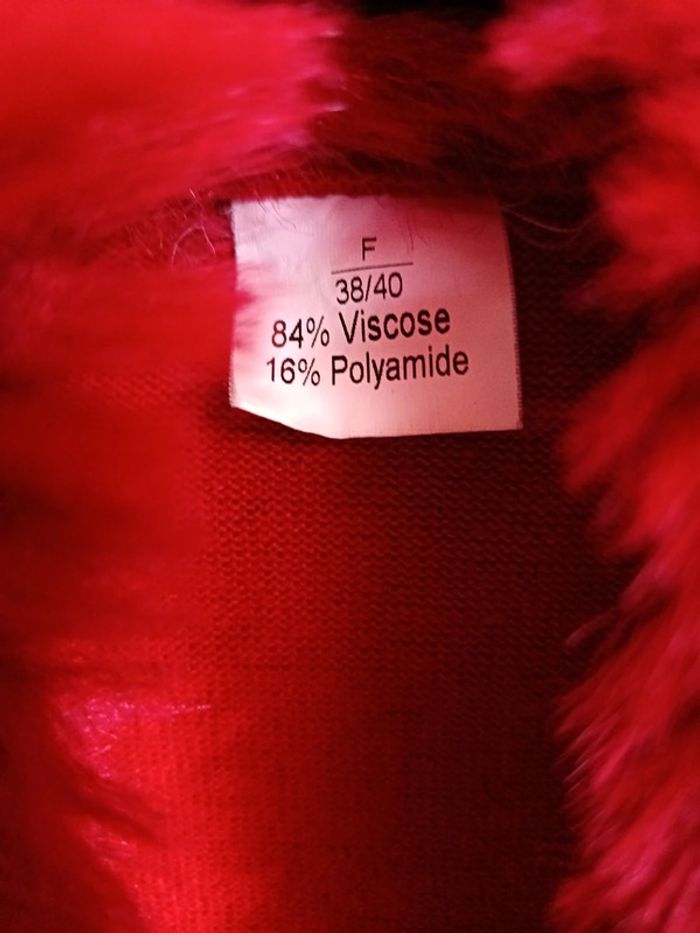 F
38/40
84% Viscose
16% Polyamide